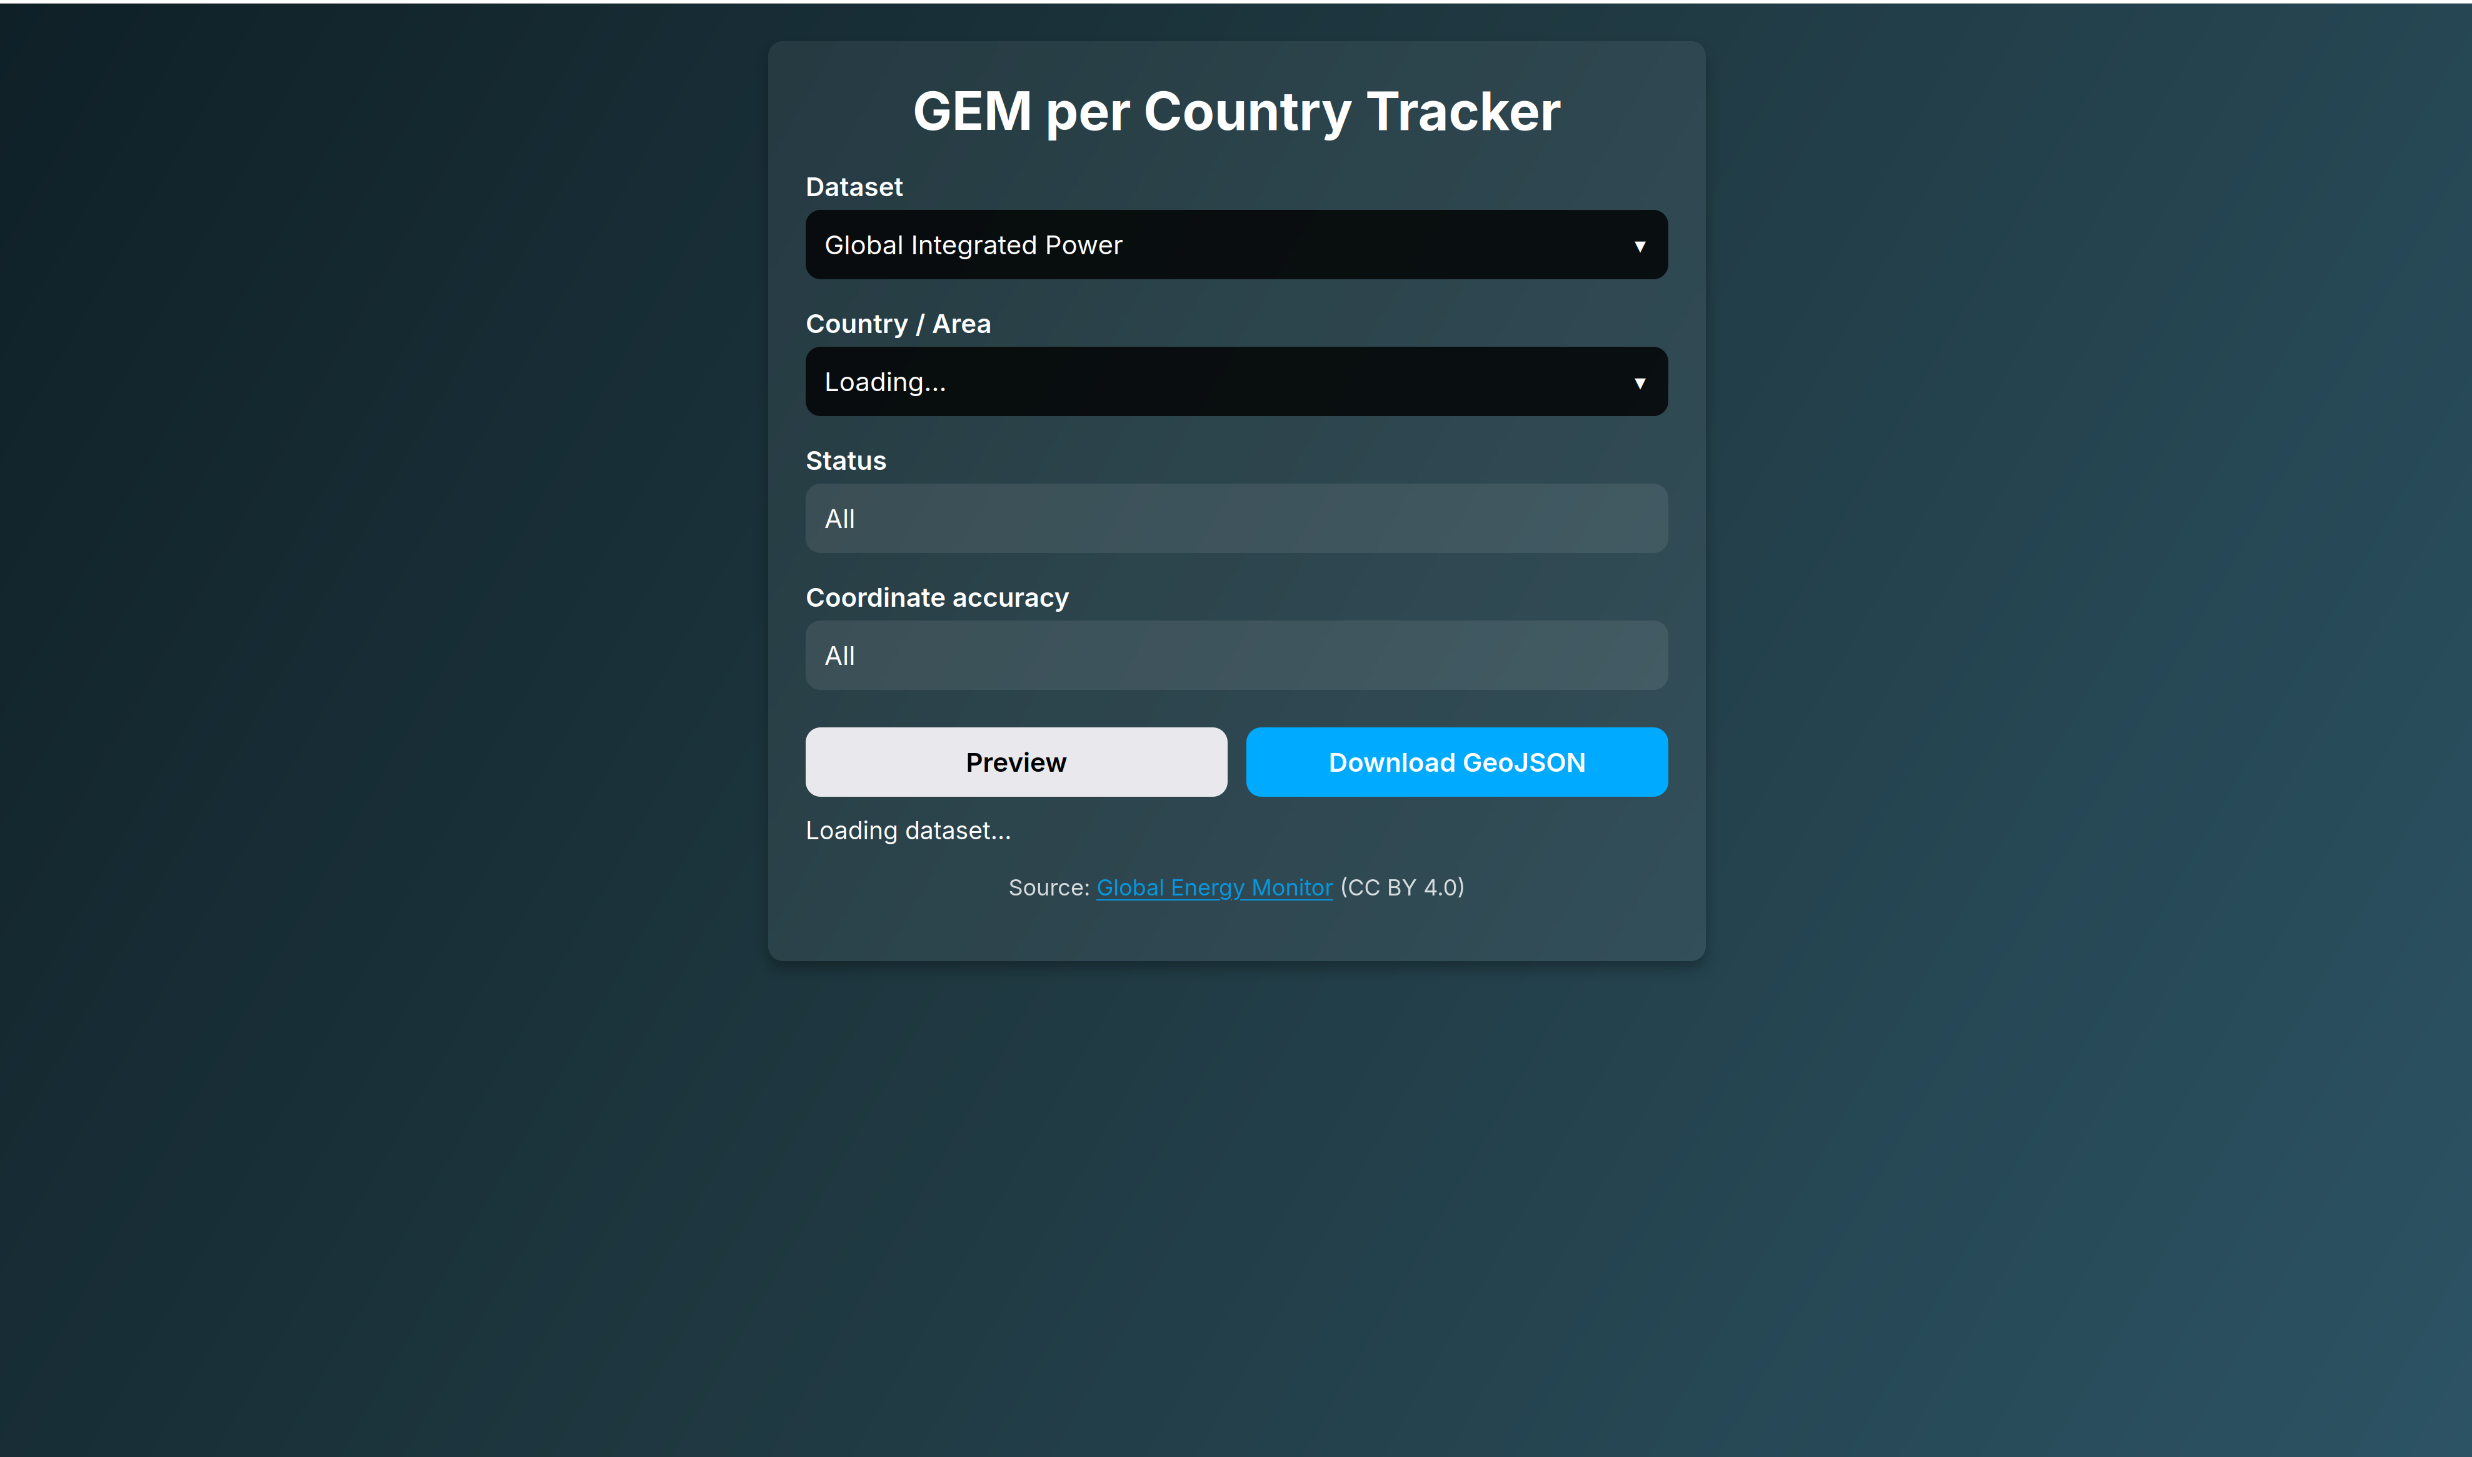 GEM per Country Tracker
Dataset
Global Integrated Power
Country / Area
Loading...
Status
All
Coordinate accuracy
All
Preview
Download GeoJSON
Loading dataset...
Source: Global Energy Monitor (CC BY 4.0)